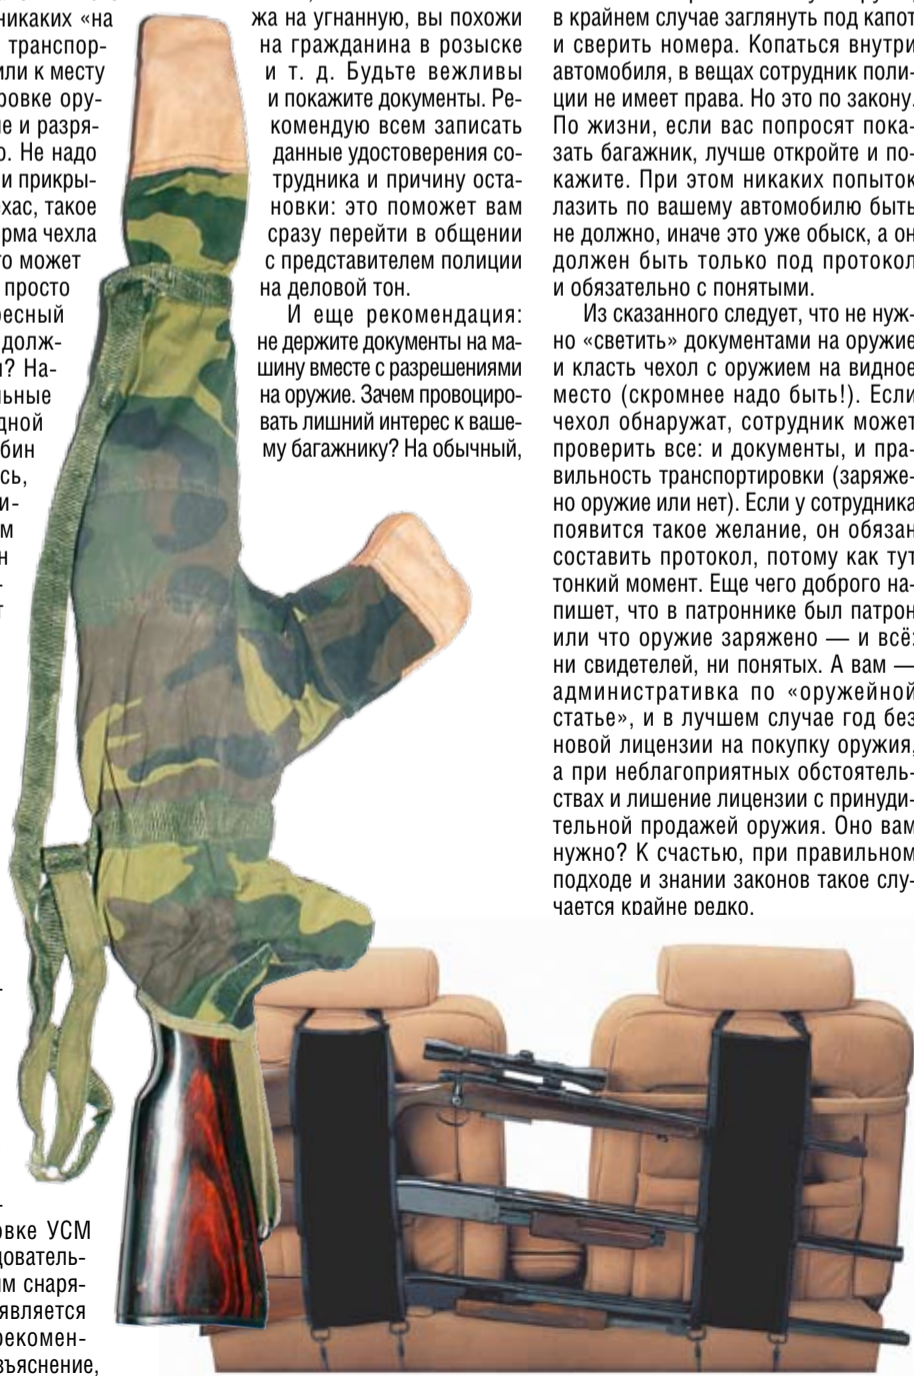 никаких «на
транспор-
или к месту
ровке ору-
и разря-
Не надо
и прикры-
такое
рма чехла
может
просто
долж-
На-
УСМ
снаря-
является
рекомен-
жа на угнанную, вы похожи
на гражданина в розыске
и т. д. Будьте вежливы
и покажите документы. Ре-
комендую всем записать
данные удостоверения со-
трудника и причину оста-
новки: это поможет вам
сразу перейти в общении
с представителем полиции
на деловой тон.
И еще рекомендация:
не держите документы на ма-
шину вместе с разрешениями
на оружие. Зачем провоциро-
вать лишний интерес к ваше-
му багажнику? На обычный,
в крайнем случае заглянуть под капот
и сверить номера. Копаться внутри
автомобиля, в вещах сотрудник поли-
ции не имеет права. Но это по закону.
По жизни, если вас попросят пока-
зать багажник, лучше откройте и по-
кажите. При этом никаких попыток
лазить по вашему автомобилю быть
не должно, иначе это уже обыск, а он
должен быть только под протокол
и обязательно с понятыми.
Из сказанного следует, что не нуж-
но «светить» документами на оружие
и класть чехол с оружием на видное
место (скромнее надо быть!). Если
чехол обнаружат, сотрудник может
проверить все: и документы, и пра-
вильность транспортировки (заряже-
но оружие или нет). Если у сотрудника
появится такое желание, он обязан
составить протокол, потому как тут
тонкий момент. Еще чего доброго на-
пишет, что в патроннике был патрон
или что оружие заряжено — и всё:
ни свидетелей, ни понятых. А вам —
административка по «оружейной
статье», и в лучшем случае год без
новой лицензии на покупку оружия,
а при неблагоприятных обстоятель-
ствах и лишение лицензии с принуди-
тельной продажей оружия. Оно вам
нужно? К счастью, при правильном
подходе и знании законов такое слу-
чается крайне редко.